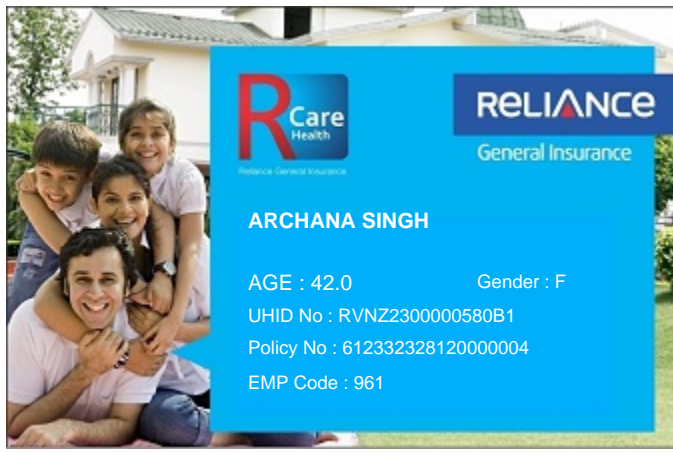 R Care
Health
Reliance General Insurance
RELIANCE
General Insurance
ARCHANA SINGH
AGE : 42.0 Gender : F
UHID No : RVNZ2300000580B1
Policy No : 612332328120000004
EMP Code : 961